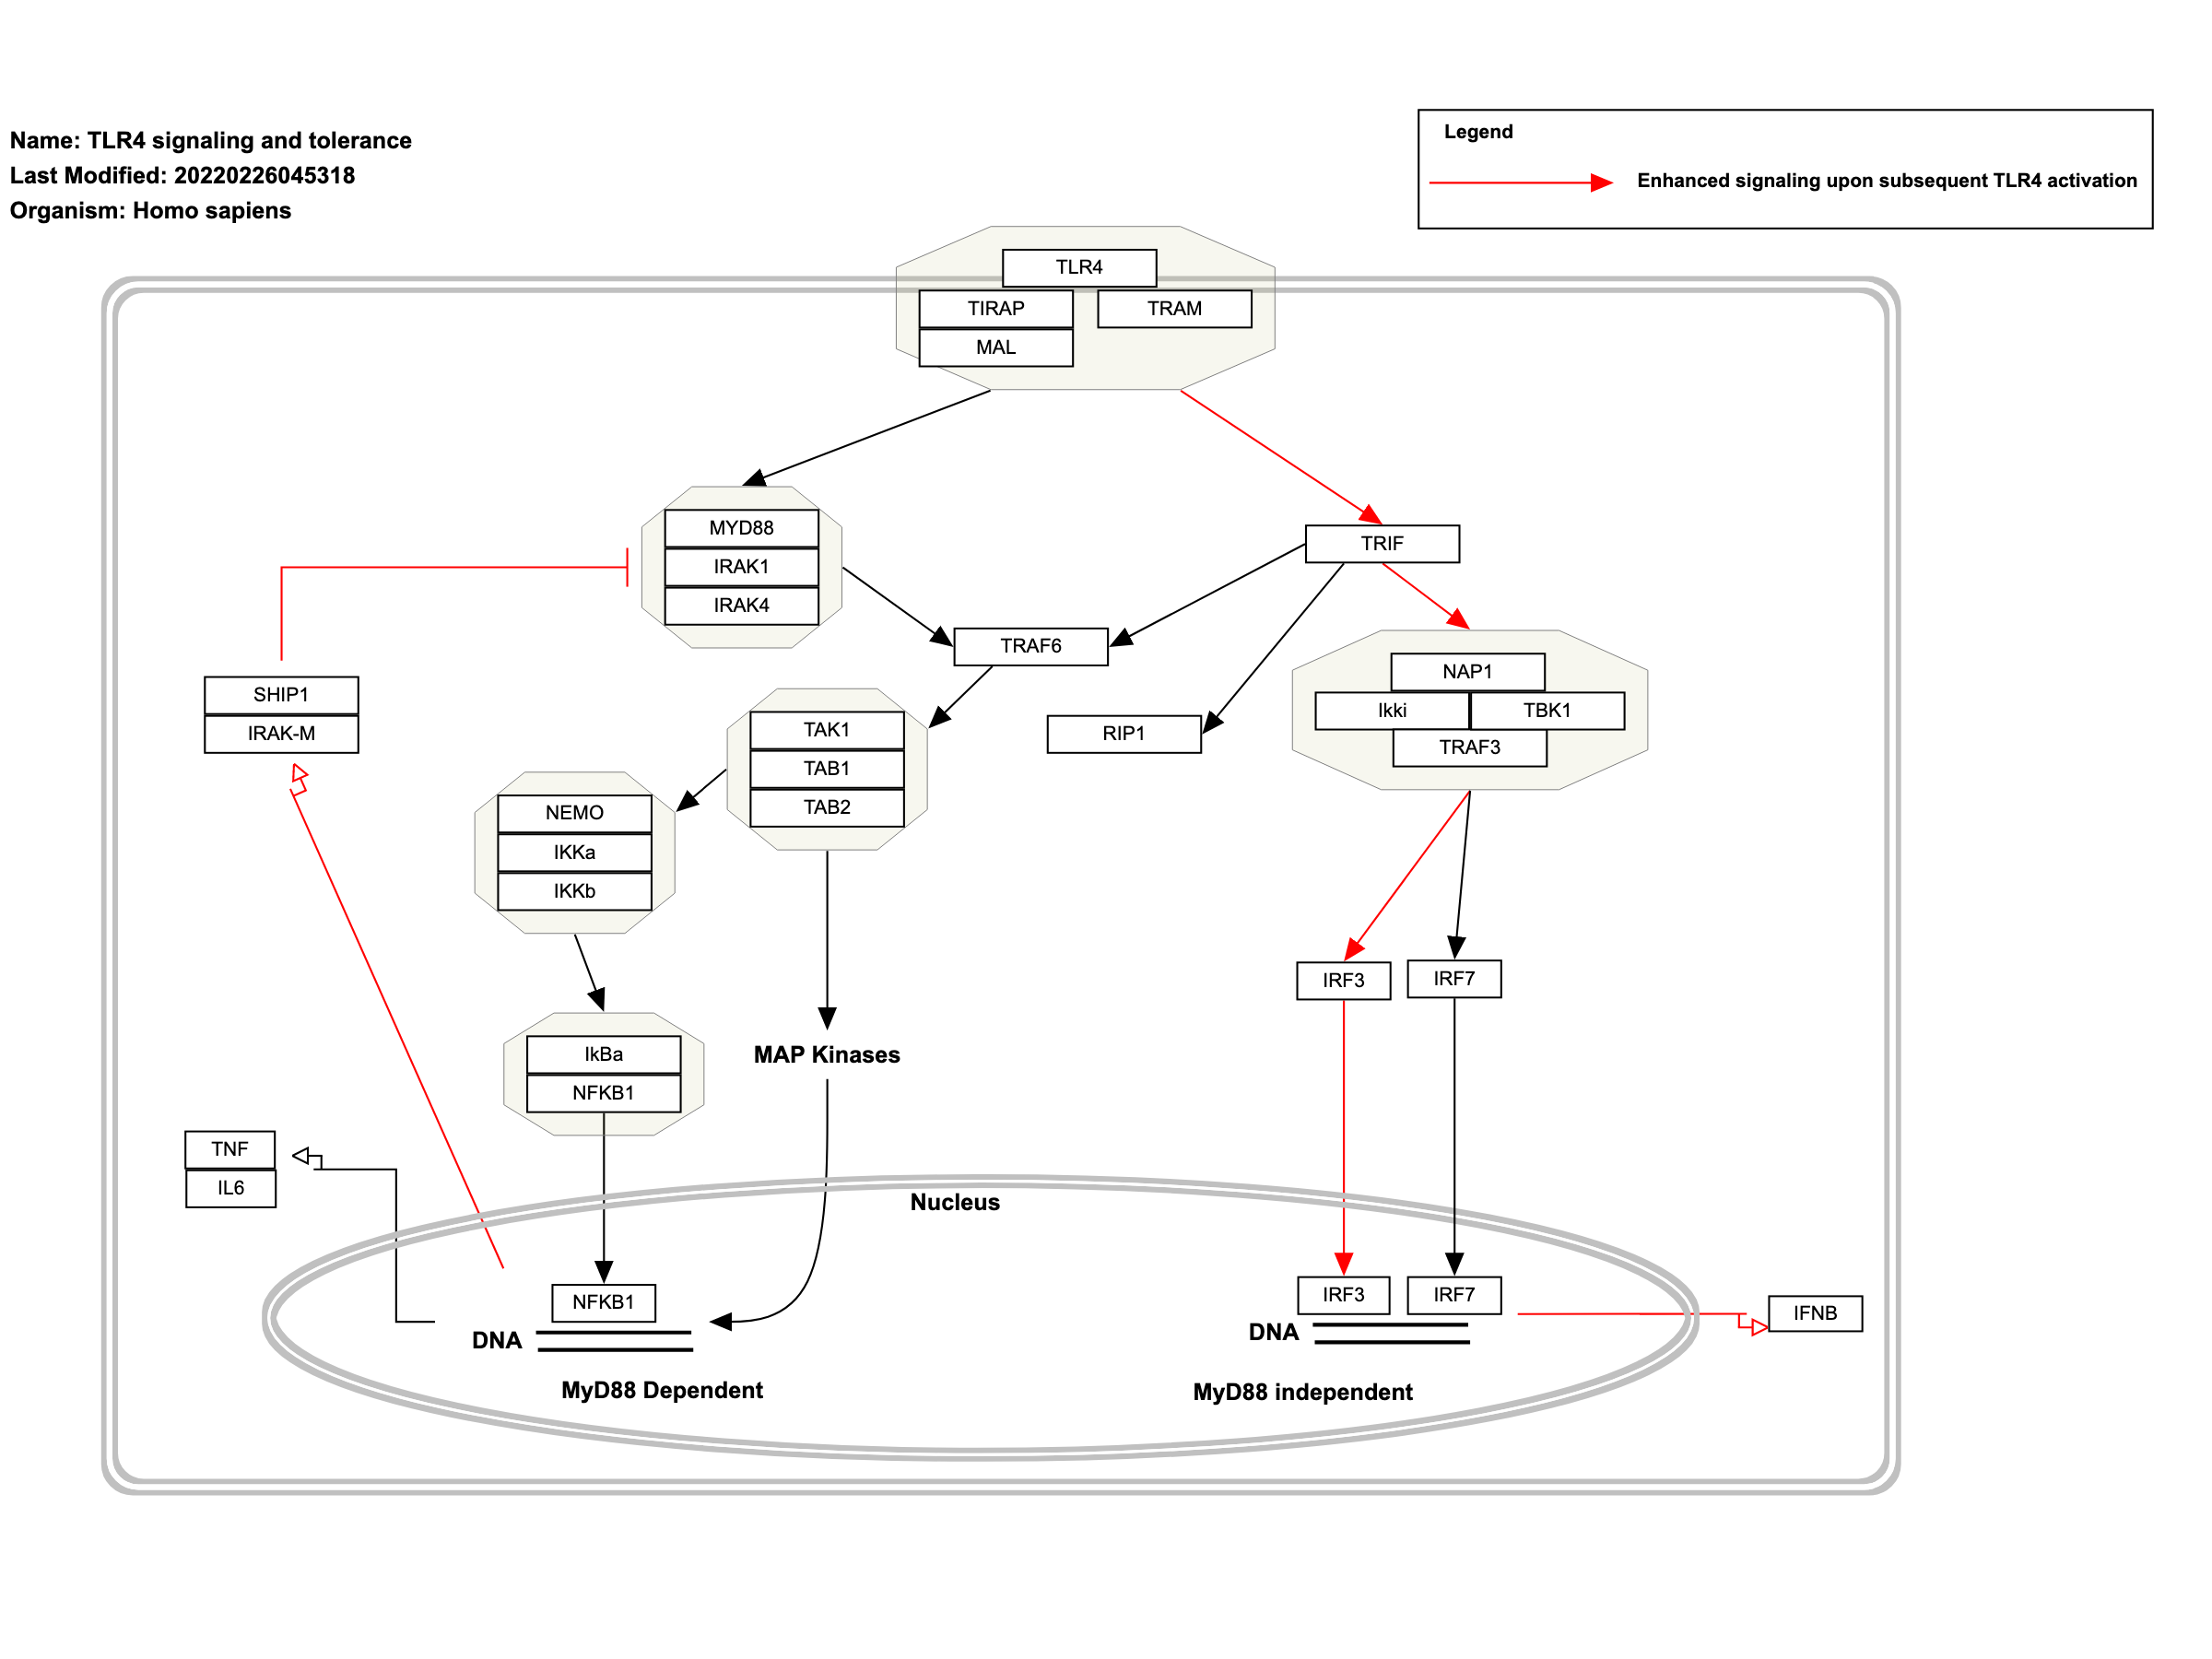 Name: TLR4 signaling and tolerance
Last Modified: 20220226045318
Organism: Homo sapiens
Legend
Enhanced signaling upon subsequent TLR4 activation
TLR4
TIRAP
TRAM
MAL
MYD88
IRAK1
IRAK4
TRIF
TRAF6
SHIP1
IRAK-M
TAK1
TAB1
TAB2
RIP1
NAP1
Ikki
TBK1
TRAF3
NEMO
IKKa
IKKb
IRF3
IRF7
IkBa
NFKB1
MAP Kinases
TNF
IL6
Nucleus
NFKB1
DNA
IRF3
IRF7
DNA
IFNB
MyD88 Dependent
MyD88 independent